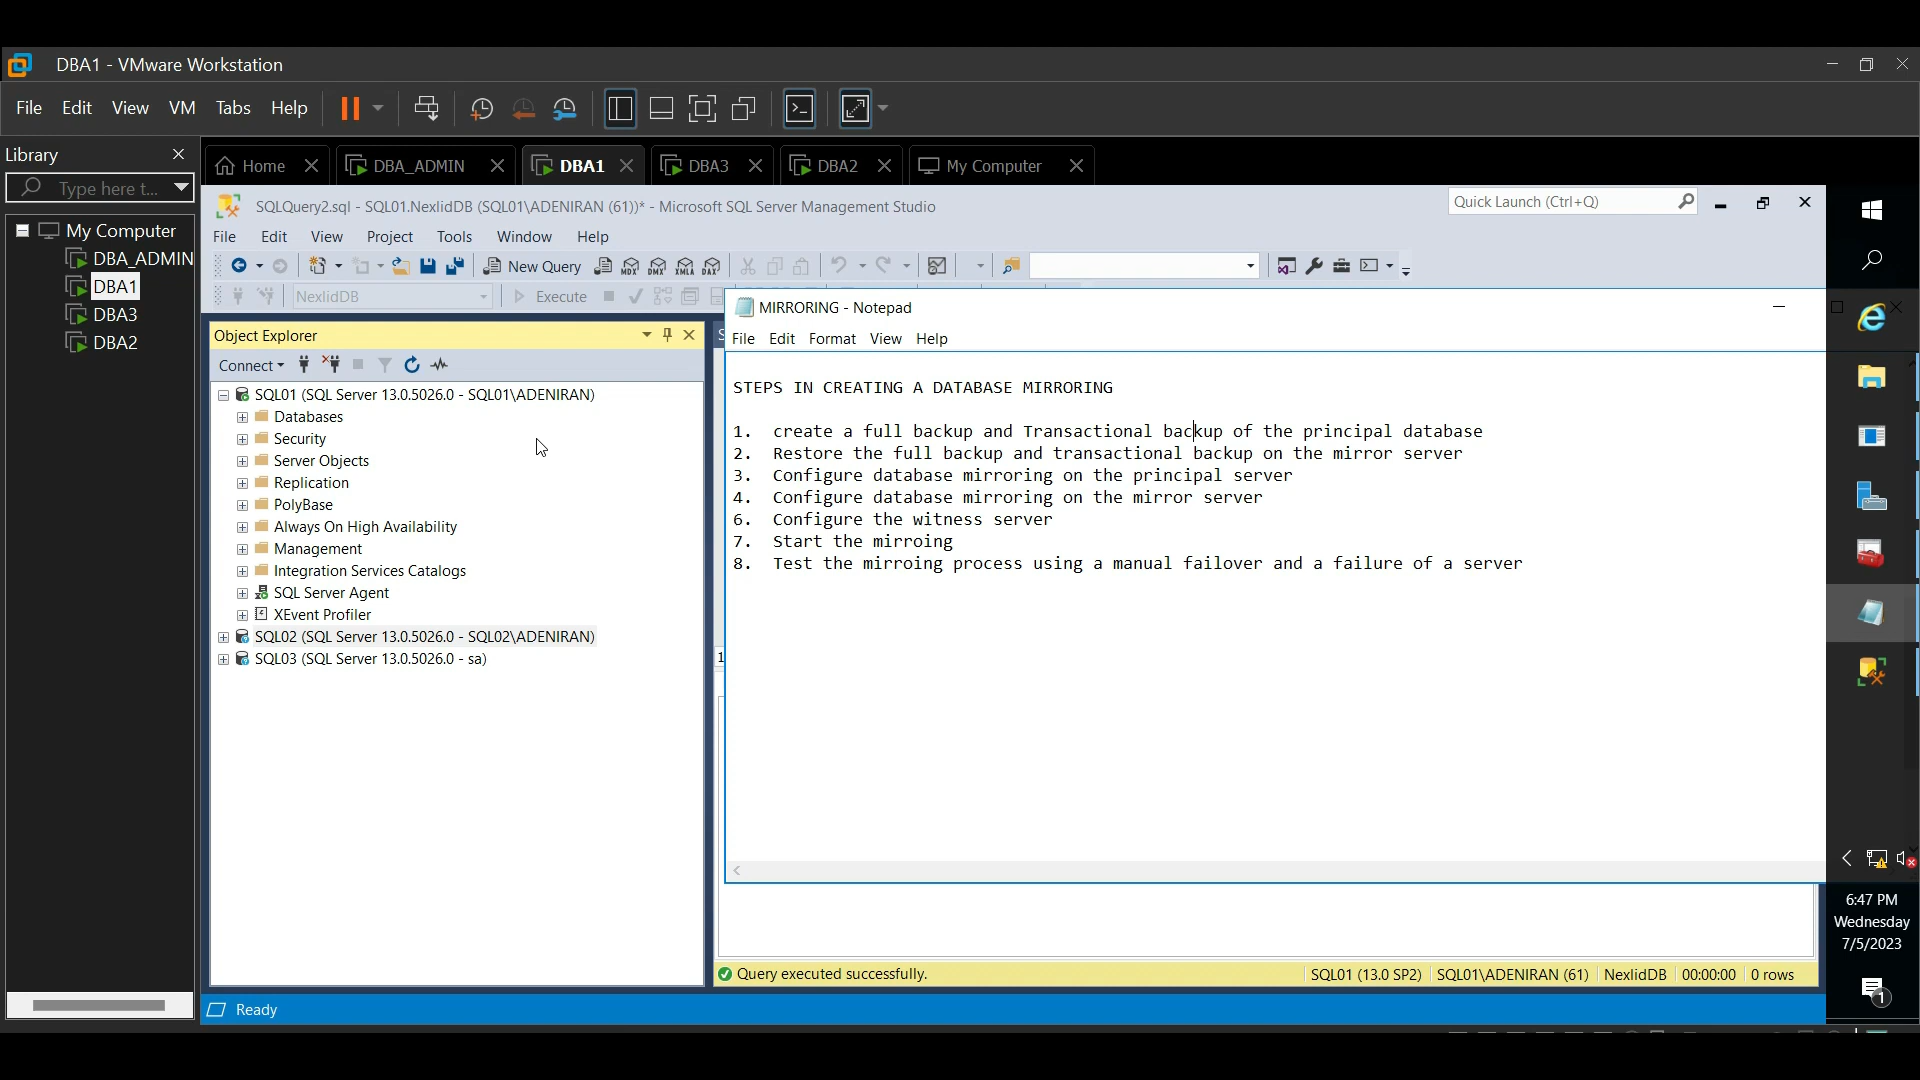 DBA1 - VMware Workstation
File Edit View VM Tabs Help
Library
Type here t...
My Computer
DBA_ADMIN
DBA1
DBA3
DBA2
Home DBA_ADMIN DBA1 DBA3 DBA2 My Computer
SQLQuery2.sql - SQL01.NexlidDB (SQL01\ADENIRAN (61))* - Microsoft SQL Server Management Studio
Quick Launch (Ctrl+Q)
File Edit View Project Tools Window Help
New Query MDX DMX XMLA DAX
NexlidDB Execute
Object Explorer
Connect
SQL01 (SQL Server 13.0.5026.0 - SQL01\ADENIRAN)
Databases
Security
Server Objects
Replication
PolyBase
Always On High Availability
Management
Integration Services Catalogs
SQL Server Agent
XEvent Profiler
SQL02 (SQL Server 13.0.5026.0 - SQL02\ADENIRAN)
SQL03 (SQL Server 13.0.5026.0 - sa)
MIRRORING - Notepad
File Edit Format View Help
STEPS IN CREATING A DATABASE MIRRORING
1. create a full backup and Transactional backup of the principal database
2. Restore the full backup and transactional backup on the mirror server
3. Configure database mirroring on the principal server
4. Configure database mirroring on the mirror server
6. Configure the witness server
7. Start the mirroing
8. Test the mirroing process using a manual failover and a failure of a server
Query executed successfully. SQL01 (13.0 SP2) SQL01\ADENIRAN (61) NexlidDB 00:00:00 0 rows
Ready
6:47 PM
Wednesday
7/5/2023
1